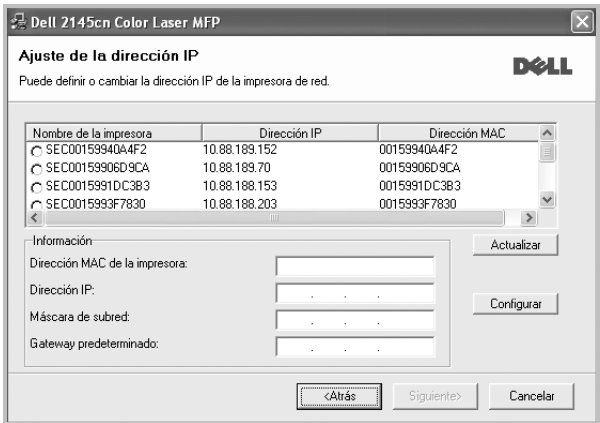 Dell 2145cn Color Laser MFP
Ajuste de la dirección IP
Puede definir o cambiar la dirección IP de la impresora de red.
DELL
Nombre de la impresora Dirección IP Dirección MAC
SEC00159940A4F2 10.88.189.152 00159940A4F2
SEC00159906D9CA 10.88.189.70 00159906D9CA
SEC0015991DC3B3 10.88.188.153 0015991DC3B3
SEC0015993F7830 10.88.188.203 0015993F7830
Información
Actualizar
Dirección MAC de la impresora:
Dirección IP:
Configurar
Máscara de subred:
Gateway predeterminado:
<Atrás Siguiente> Cancelar